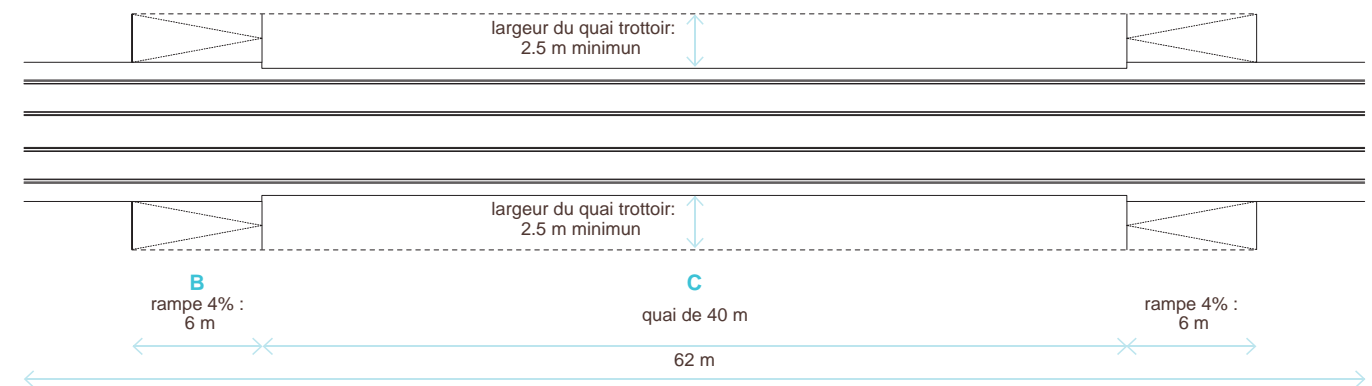 largeur du quai trottoir:
2.5 m minimun
largeur du quai trottoir:
2.5 m minimun
B
rampe 4% :
6 m
C
quai de 40 m
rampe 4% :
6 m
62 m